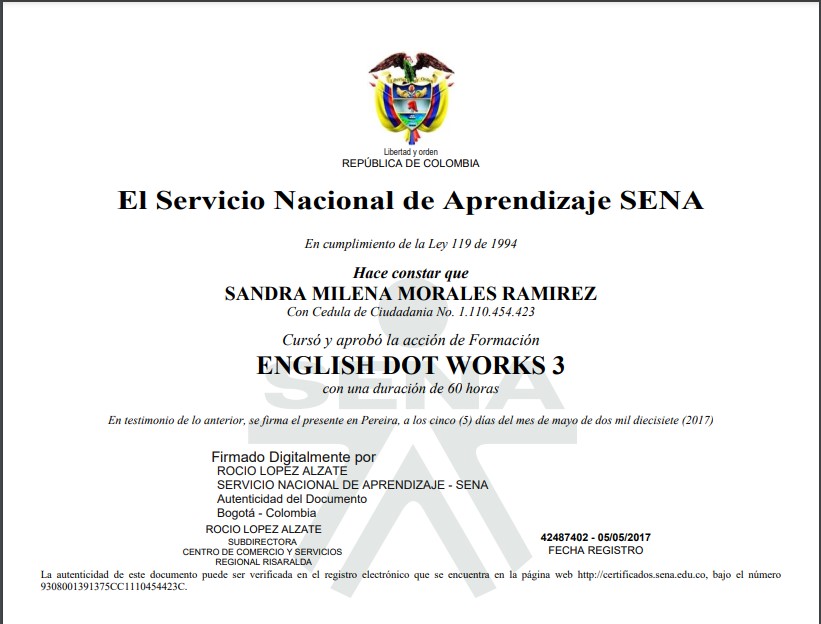 Libertad y orden
REPÚBLICA DE COLOMBIA
El Servicio Nacional de Aprendizaje SENA
En cumplimiento de la Ley 119 de 1994
Hace constar que
SANDRA MILENA MORALES RAMIREZ
Con Cedula de Ciudadania No. 1.110.454.423
Cursó y aprobó la acción de Formación
ENGLISH DOT WORKS 3
SENA
con una duración de 60 horas
En testimonio de lo anterior, se firma el presente en Pereira, a los cinco (5) días del mes de mayo de dos mil diecisiete (2017)
Firmado Digitalmente por
ROCIO LOPEZ ALZATE
SERVICIO NACIONAL DE APRENDIZAJE - SENA
Autenticidad del Documento
Bogotá - Colombia
ROCIO LOPEZ ALZATE
SUBDIRECTORA
CENTRO DE COMERCIO Y SERVICIOS
REGIONAL RISARALDA
42487402 - 05/05/2017
FECHA REGISTRO
La autenticidad de este documento puede ser verificada en el registro electrónico que se encuentra en la página web http://certificados.sena.edu.co, bajo el número
9308001391375CC1110454423C.